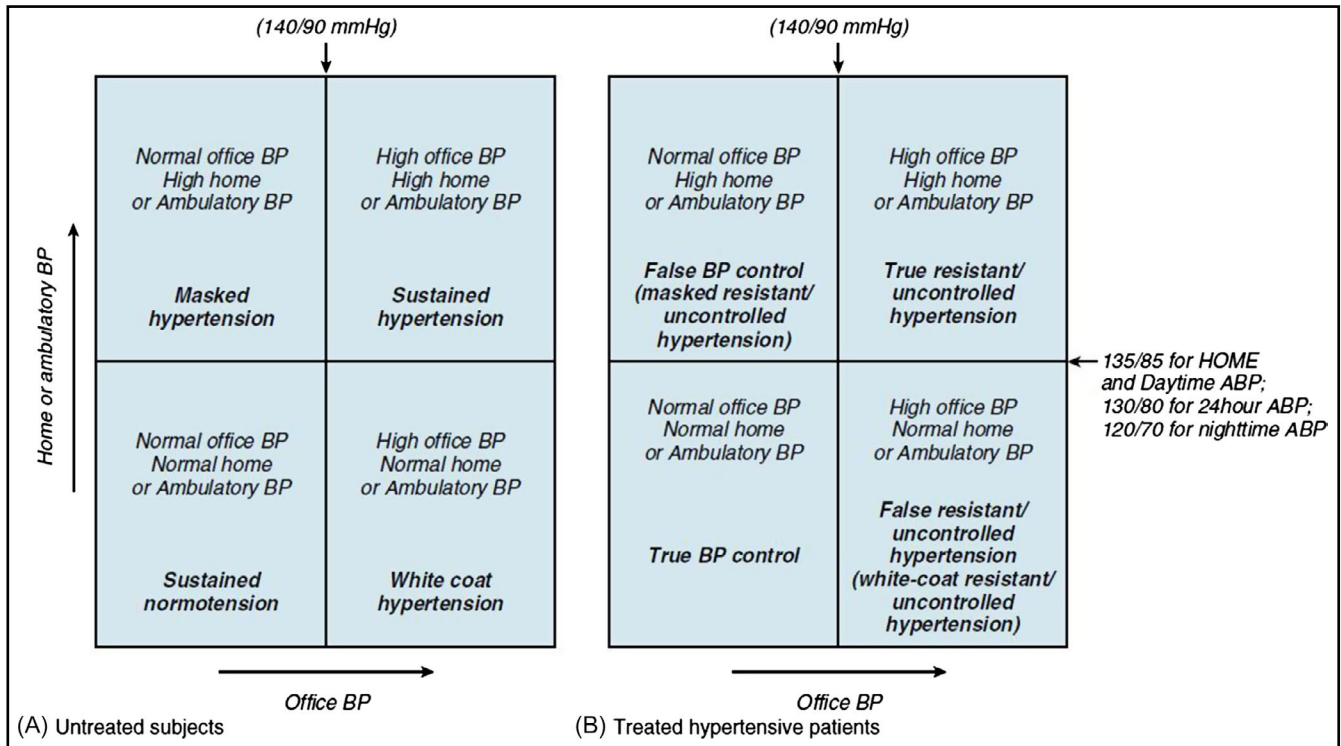 (140/90 mmHg)
Normal office BP
High home
or Ambulatory BP
Masked
hypertension
High office BP
High home
or Ambulatory BP
Sustained
hypertension
Normal office BP
Normal home
or Ambulatory BP
Sustained
normotension
High office BP
Normal home
or Ambulatory BP
White coat
hypertension
Home or ambulatory BP
Office BP
(A) Untreated subjects
(140/90 mmHg)
Normal office BP
High home
or Ambulatory BP
False BP control
(masked resistant/
uncontrolled
hypertension)
High office BP
High home
or Ambulatory BP
True resistant/
uncontrolled
hypertension
Normal office BP
Normal home
or Ambulatory BP
True BP control
High office BP
Normal home
or Ambulatory BP
False resistant/
uncontrolled
hypertension
(white-coat resistant/
uncontrolled
hypertension)
135/85 for HOME
and Daytime ABP;
130/80 for 24hour ABP;
120/70 for nighttime ABP
Office BP
(B) Treated hypertensive patients